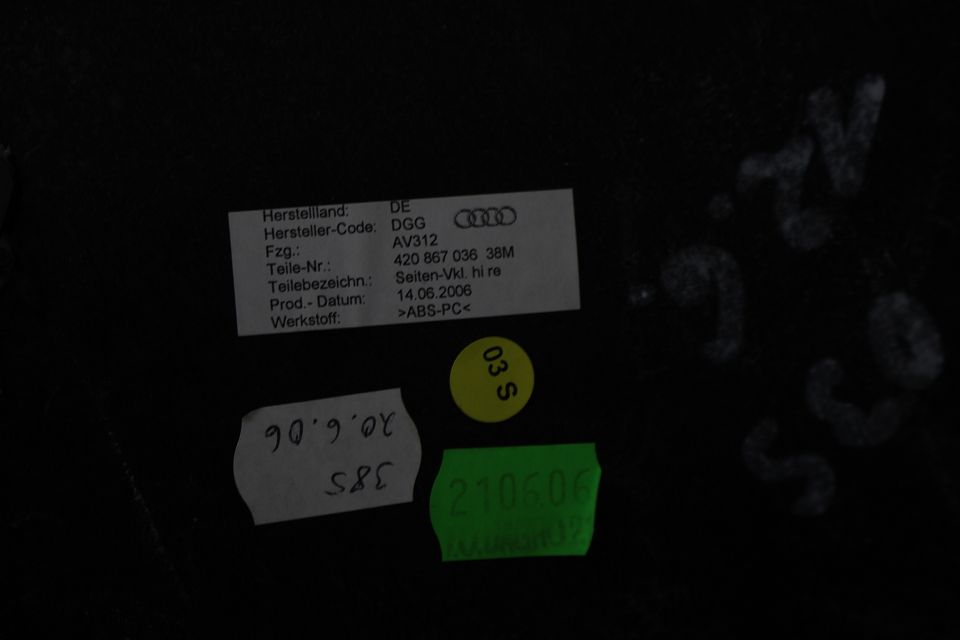 Herstellland: DE
Hersteller-Code: DGG
Fzg.: AV312
Teile-Nr.: 420 867 036 38M
Teilebezeichn.: Seiten-Vkl. hi re
Prod.- Datum: 14.06.2006
Werkstoff: >ABS-PC<
03 S
20.6.06
385
210606